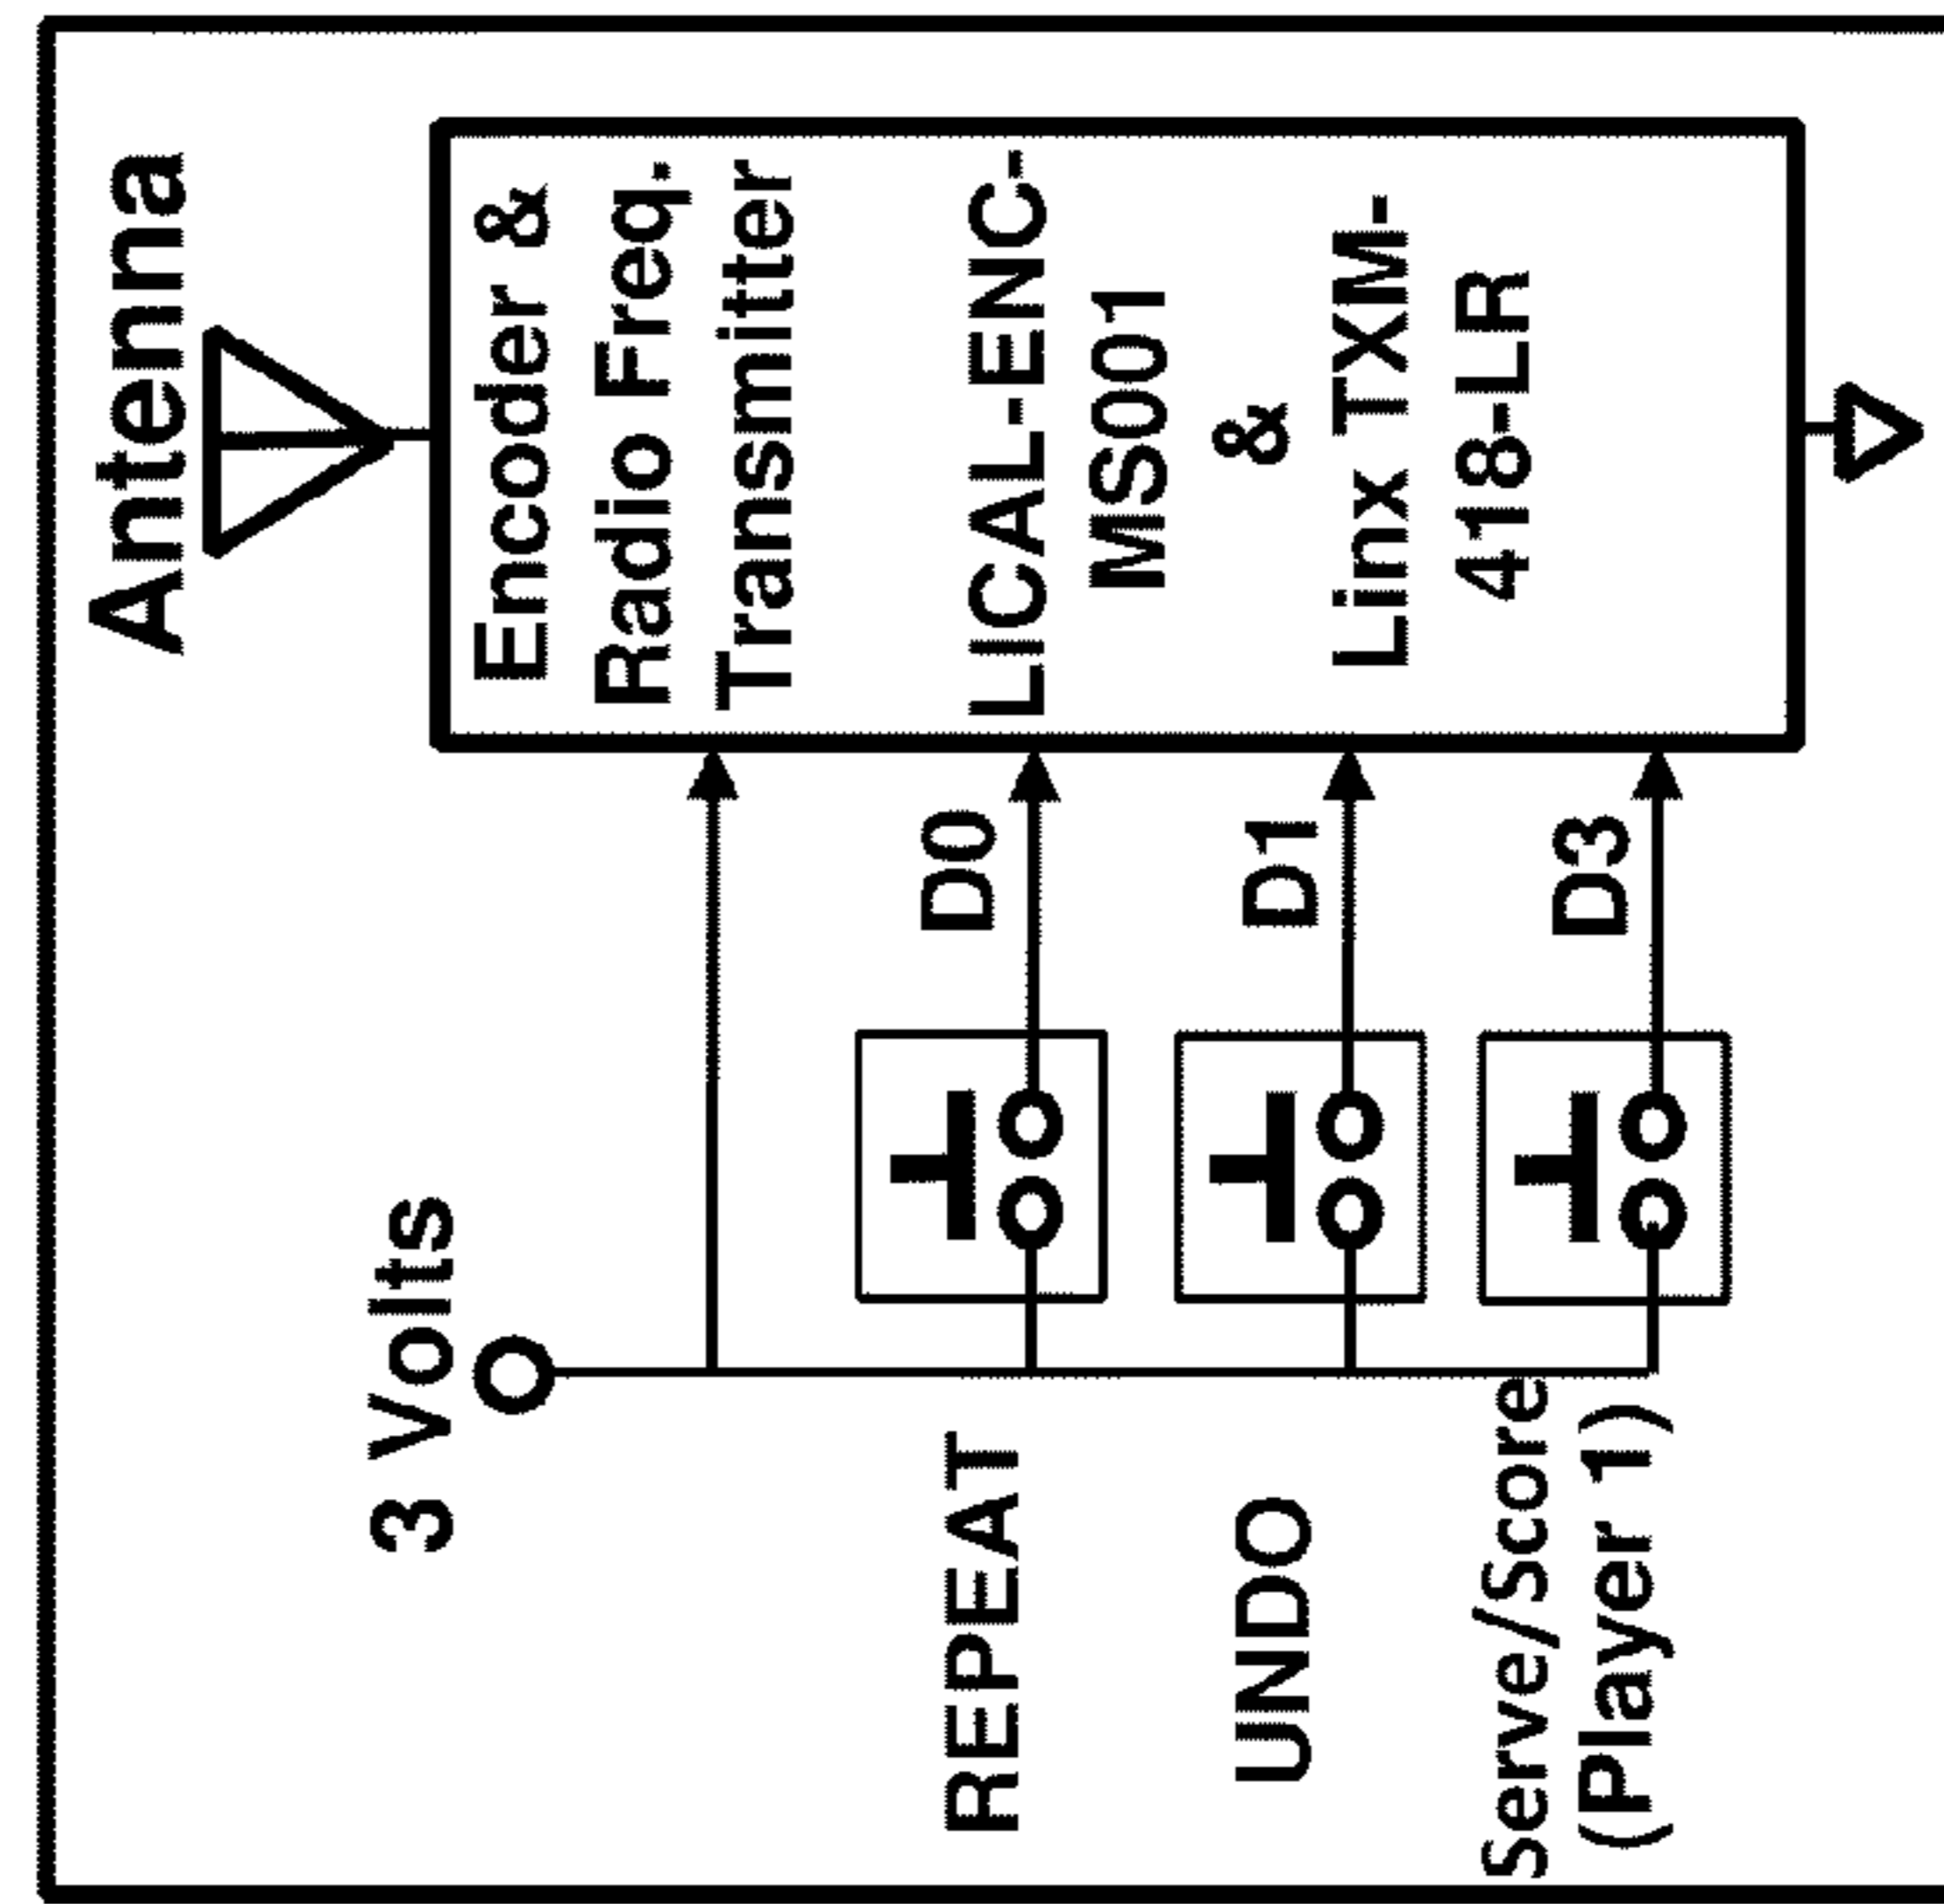 Antenna
3 Volts
Encoder &
Radio Freq.
Transmitter
LICAL-ENC-
MS001
&
Linx TXM-
418-LR
REPEAT
D0
UNDO
D1
Serve/Score
(Player 1)
D3